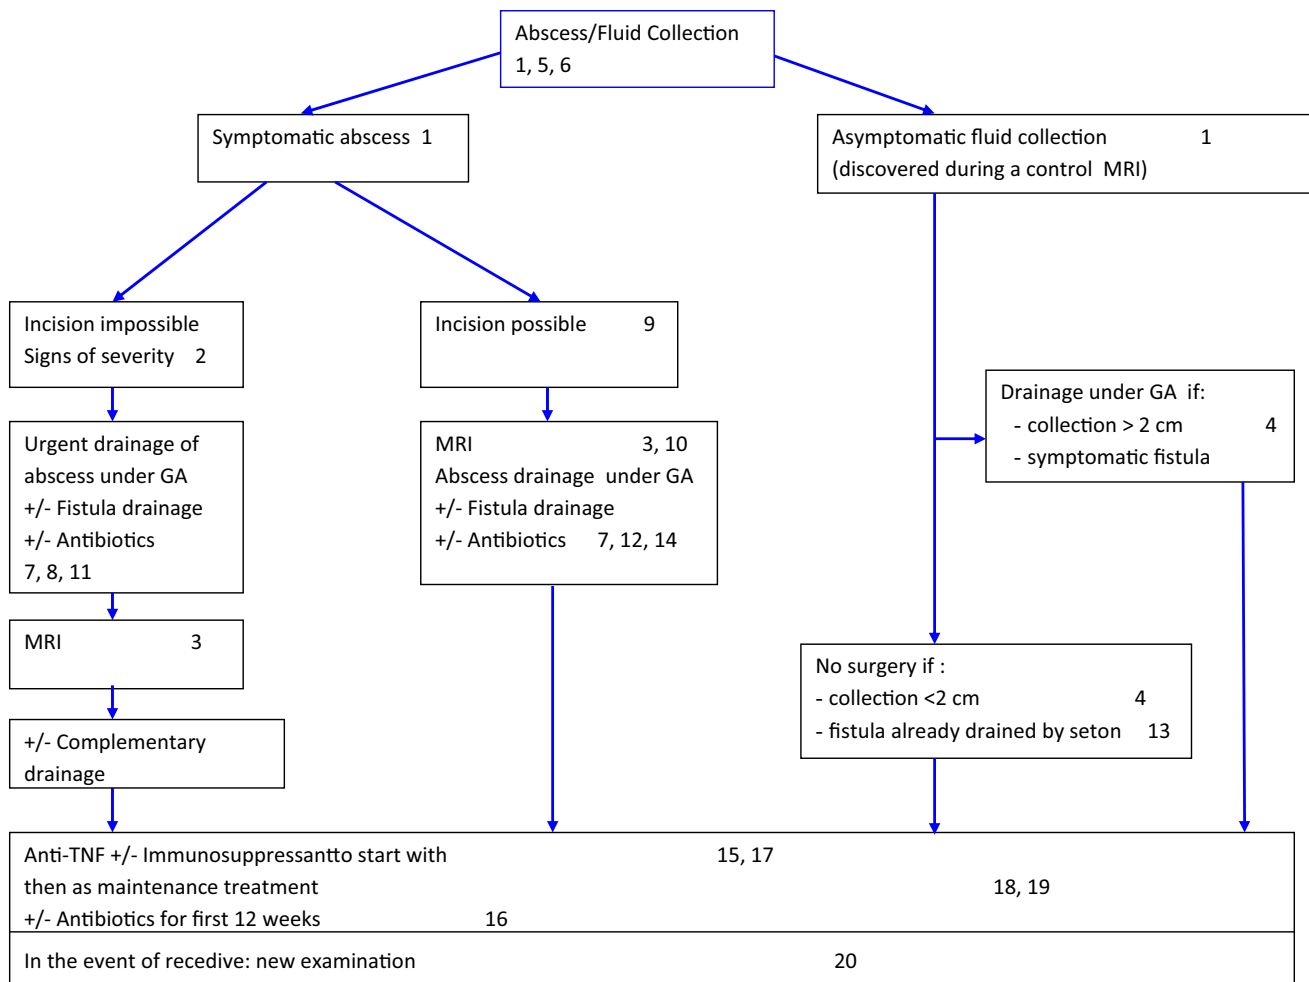 Abscess/Fluid Collection
1, 5, 6
Symptomatic abscess 1
Asymptomatic fluid collection 1
(discovered during a control MRI)
Incision impossible
Signs of severity 2
Incision possible 9
Drainage under GA if:
- collection > 2 cm 4
- symptomatic fistula
Urgent drainage of
abscess under GA
+/- Fistula drainage
+/- Antibiotics
7, 8, 11
MRI 3, 10
Abscess drainage under GA
+/- Fistula drainage
+/- Antibiotics 7, 12, 14
MRI 3
No surgery if :
- collection <2 cm 4
- fistula already drained by seton 13
+/- Complementary
drainage
Anti-TNF +/- Immunosuppressantto start with 15, 17
then as maintenance treatment 18, 19
+/- Antibiotics for first 12 weeks 16
In the event of recedive: new examination 20